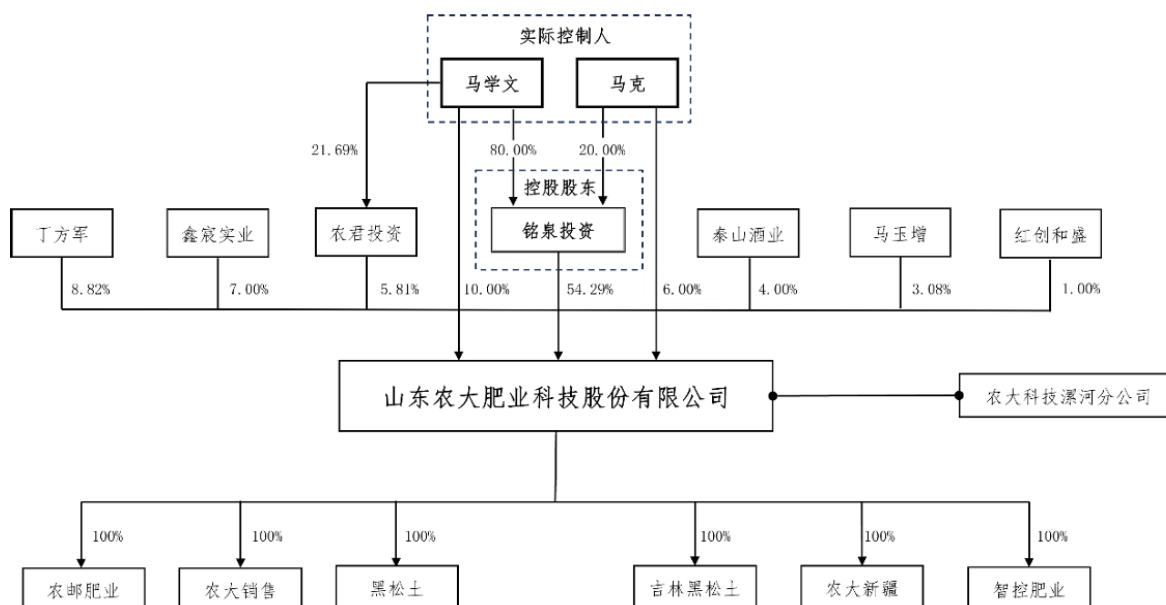 实际控制人
马学文
马克
21.69%
80.00%
20.00%
控股股东
丁方军
鑫宸实业
农君投资
铭泉投资
泰山酒业
马玉增
红创和盛
8.82%
7.00%
5.81%
10.00%
54.29%
6.00%
4.00%
3.08%
1.00%
山东农大肥业科技股份有限公司
农大科技漯河分公司
100%
100%
100%
100%
100%
100%
农邮肥业
农大销售
黑松土
吉林黑松土
农大新疆
智控肥业